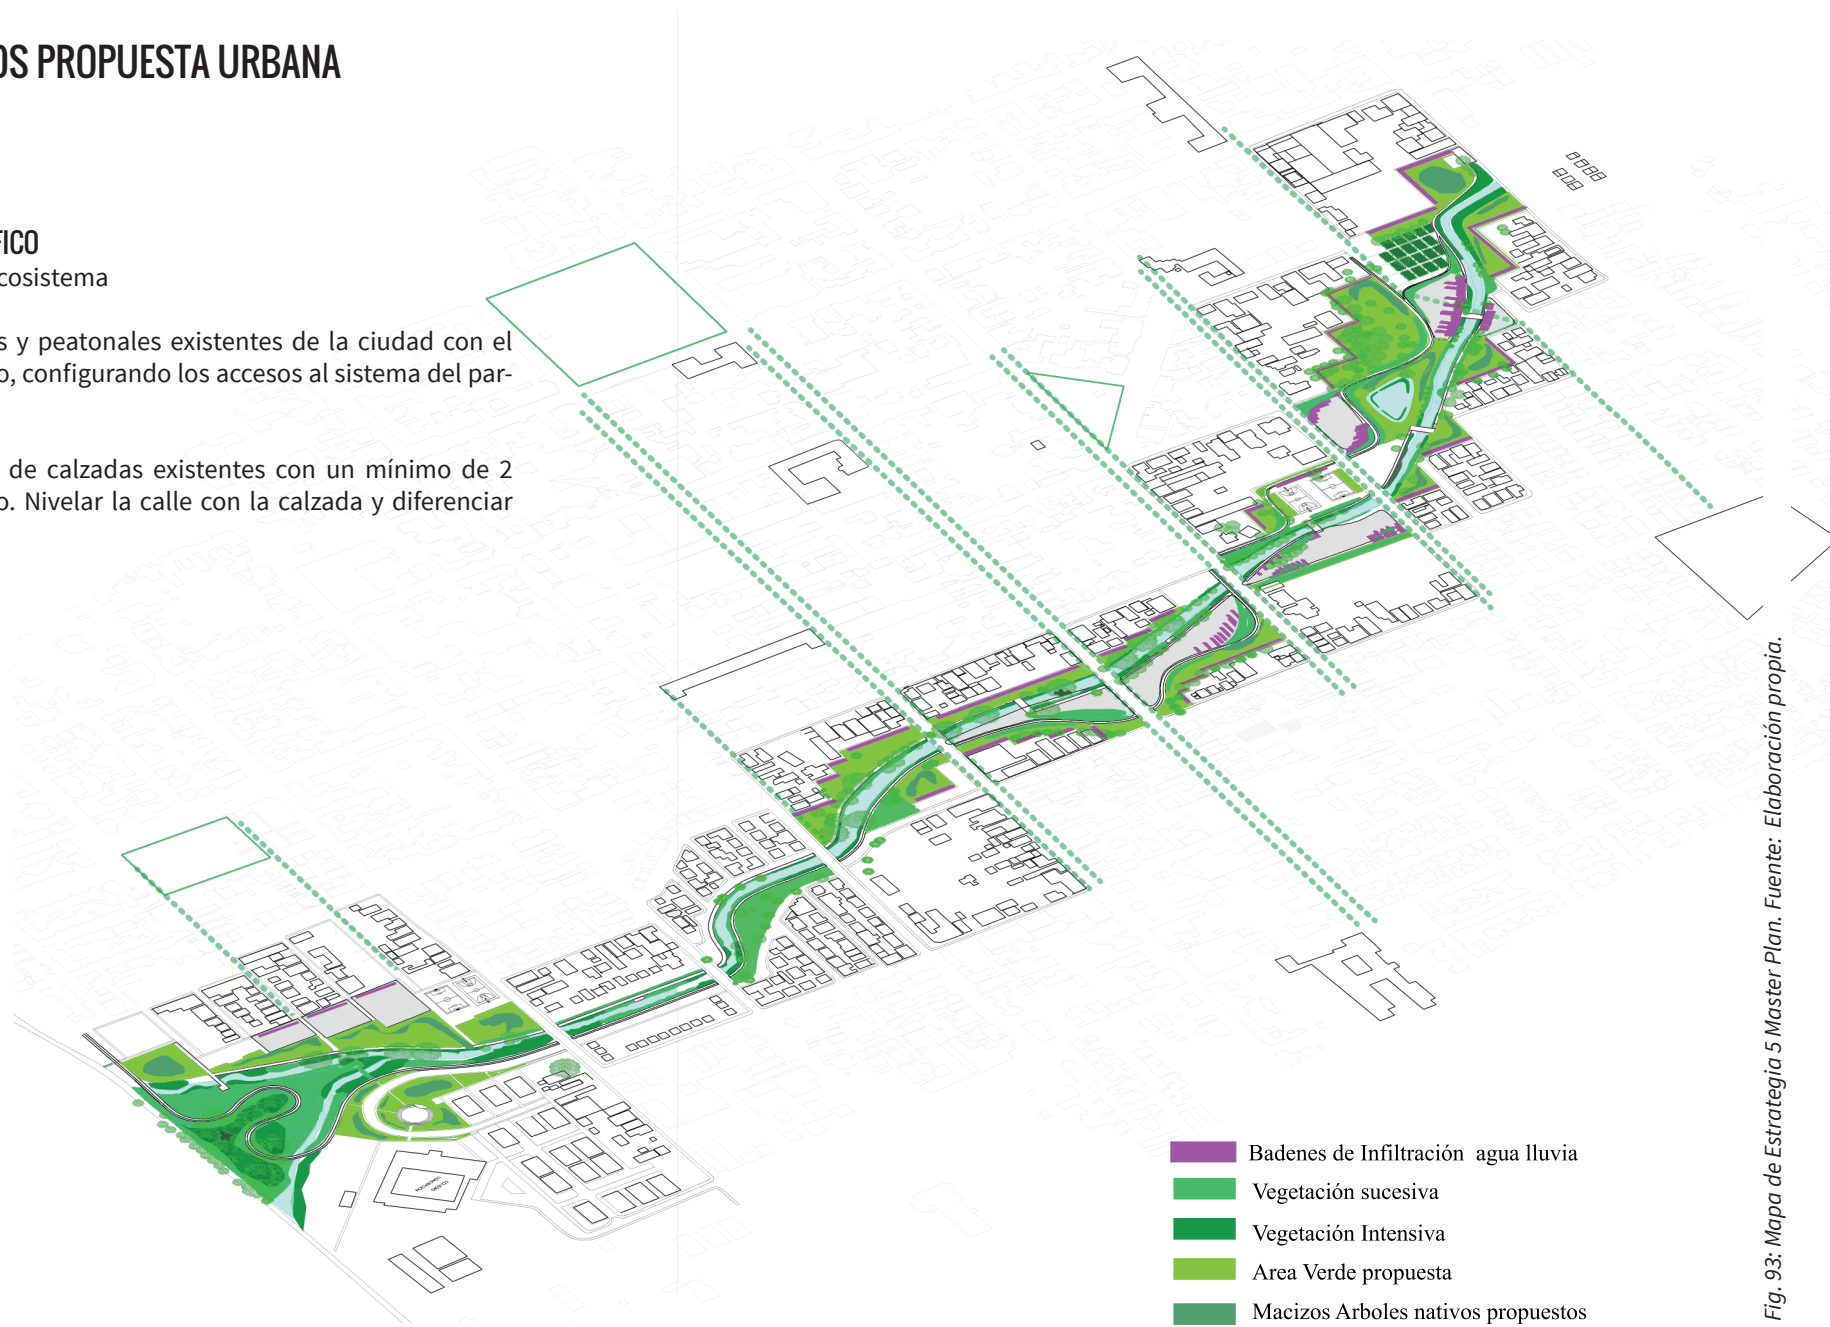 OS PROPUESTA URBANA
FICO
cosistema
s y peatonales existentes de la ciudad con el
o, configurando los accesos al sistema del par-
de calzadas existentes con un mínimo de 2
o. Nivelar la calle con la calzada y diferenciar
COLEGIO
CONCEPCION
Badenes de Infiltración agua lluvia
Vegetación sucesiva
Vegetación Intensiva
Area Verde propuesta
Macizos Arboles nativos propuestos
Fig. 93: Mapa de Estrategia 5 Master Plan. Fuente: Elaboración propia.